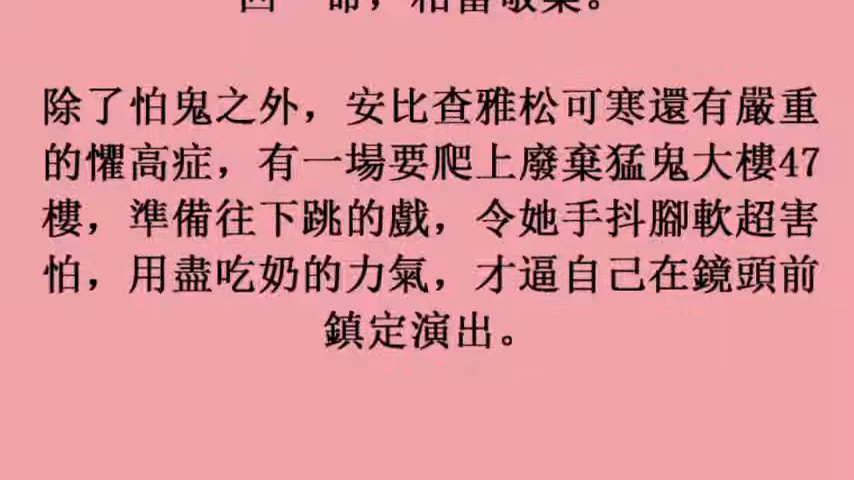 除了怕鬼之外，安比查雅松可寒還有嚴重
的懼高症，有一場要爬上廢棄猛鬼大樓47
樓，準備往下跳的戲，令她手抖腳軟超害
怕，用盡吃奶的力氣，才逼自己在鏡頭前
鎮定演出。